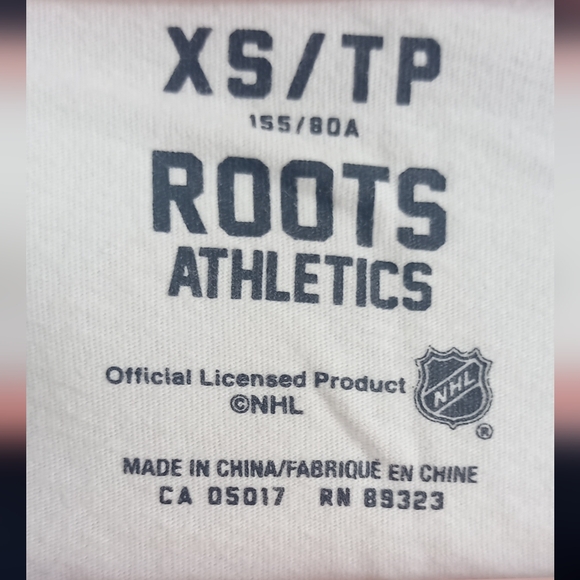 XS/TP
155/80A
ROOTS
ATHLETICS
Official Licensed Product
©NHL
NHL
®
MADE IN CHINA/FABRIQUÉ EN CHINE
CA 05017 RN 89323